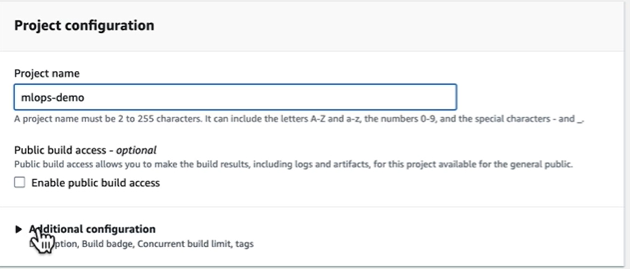 Project configuration
Project name
mlops-demo
A project name must be 2 to 255 characters. It can include the letters A-Z and a-z, the numbers 0-9, and the special characters - and _.
Public build access - optional
Public build access allows you to make the build results, including logs and artifacts, for this project available for the general public.
Enable public build access
Additional configuration
Build badge, Concurrent build limit, tags